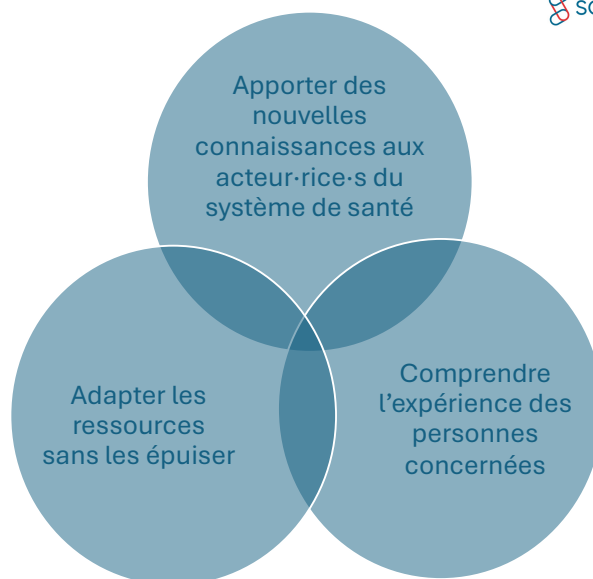 Apporter des
nouvelles
connaissances aux
acteur·rice·s du
système de santé
Adapter les
ressources
sans les épuiser
Comprendre
l'expérience des
personnes
concernées